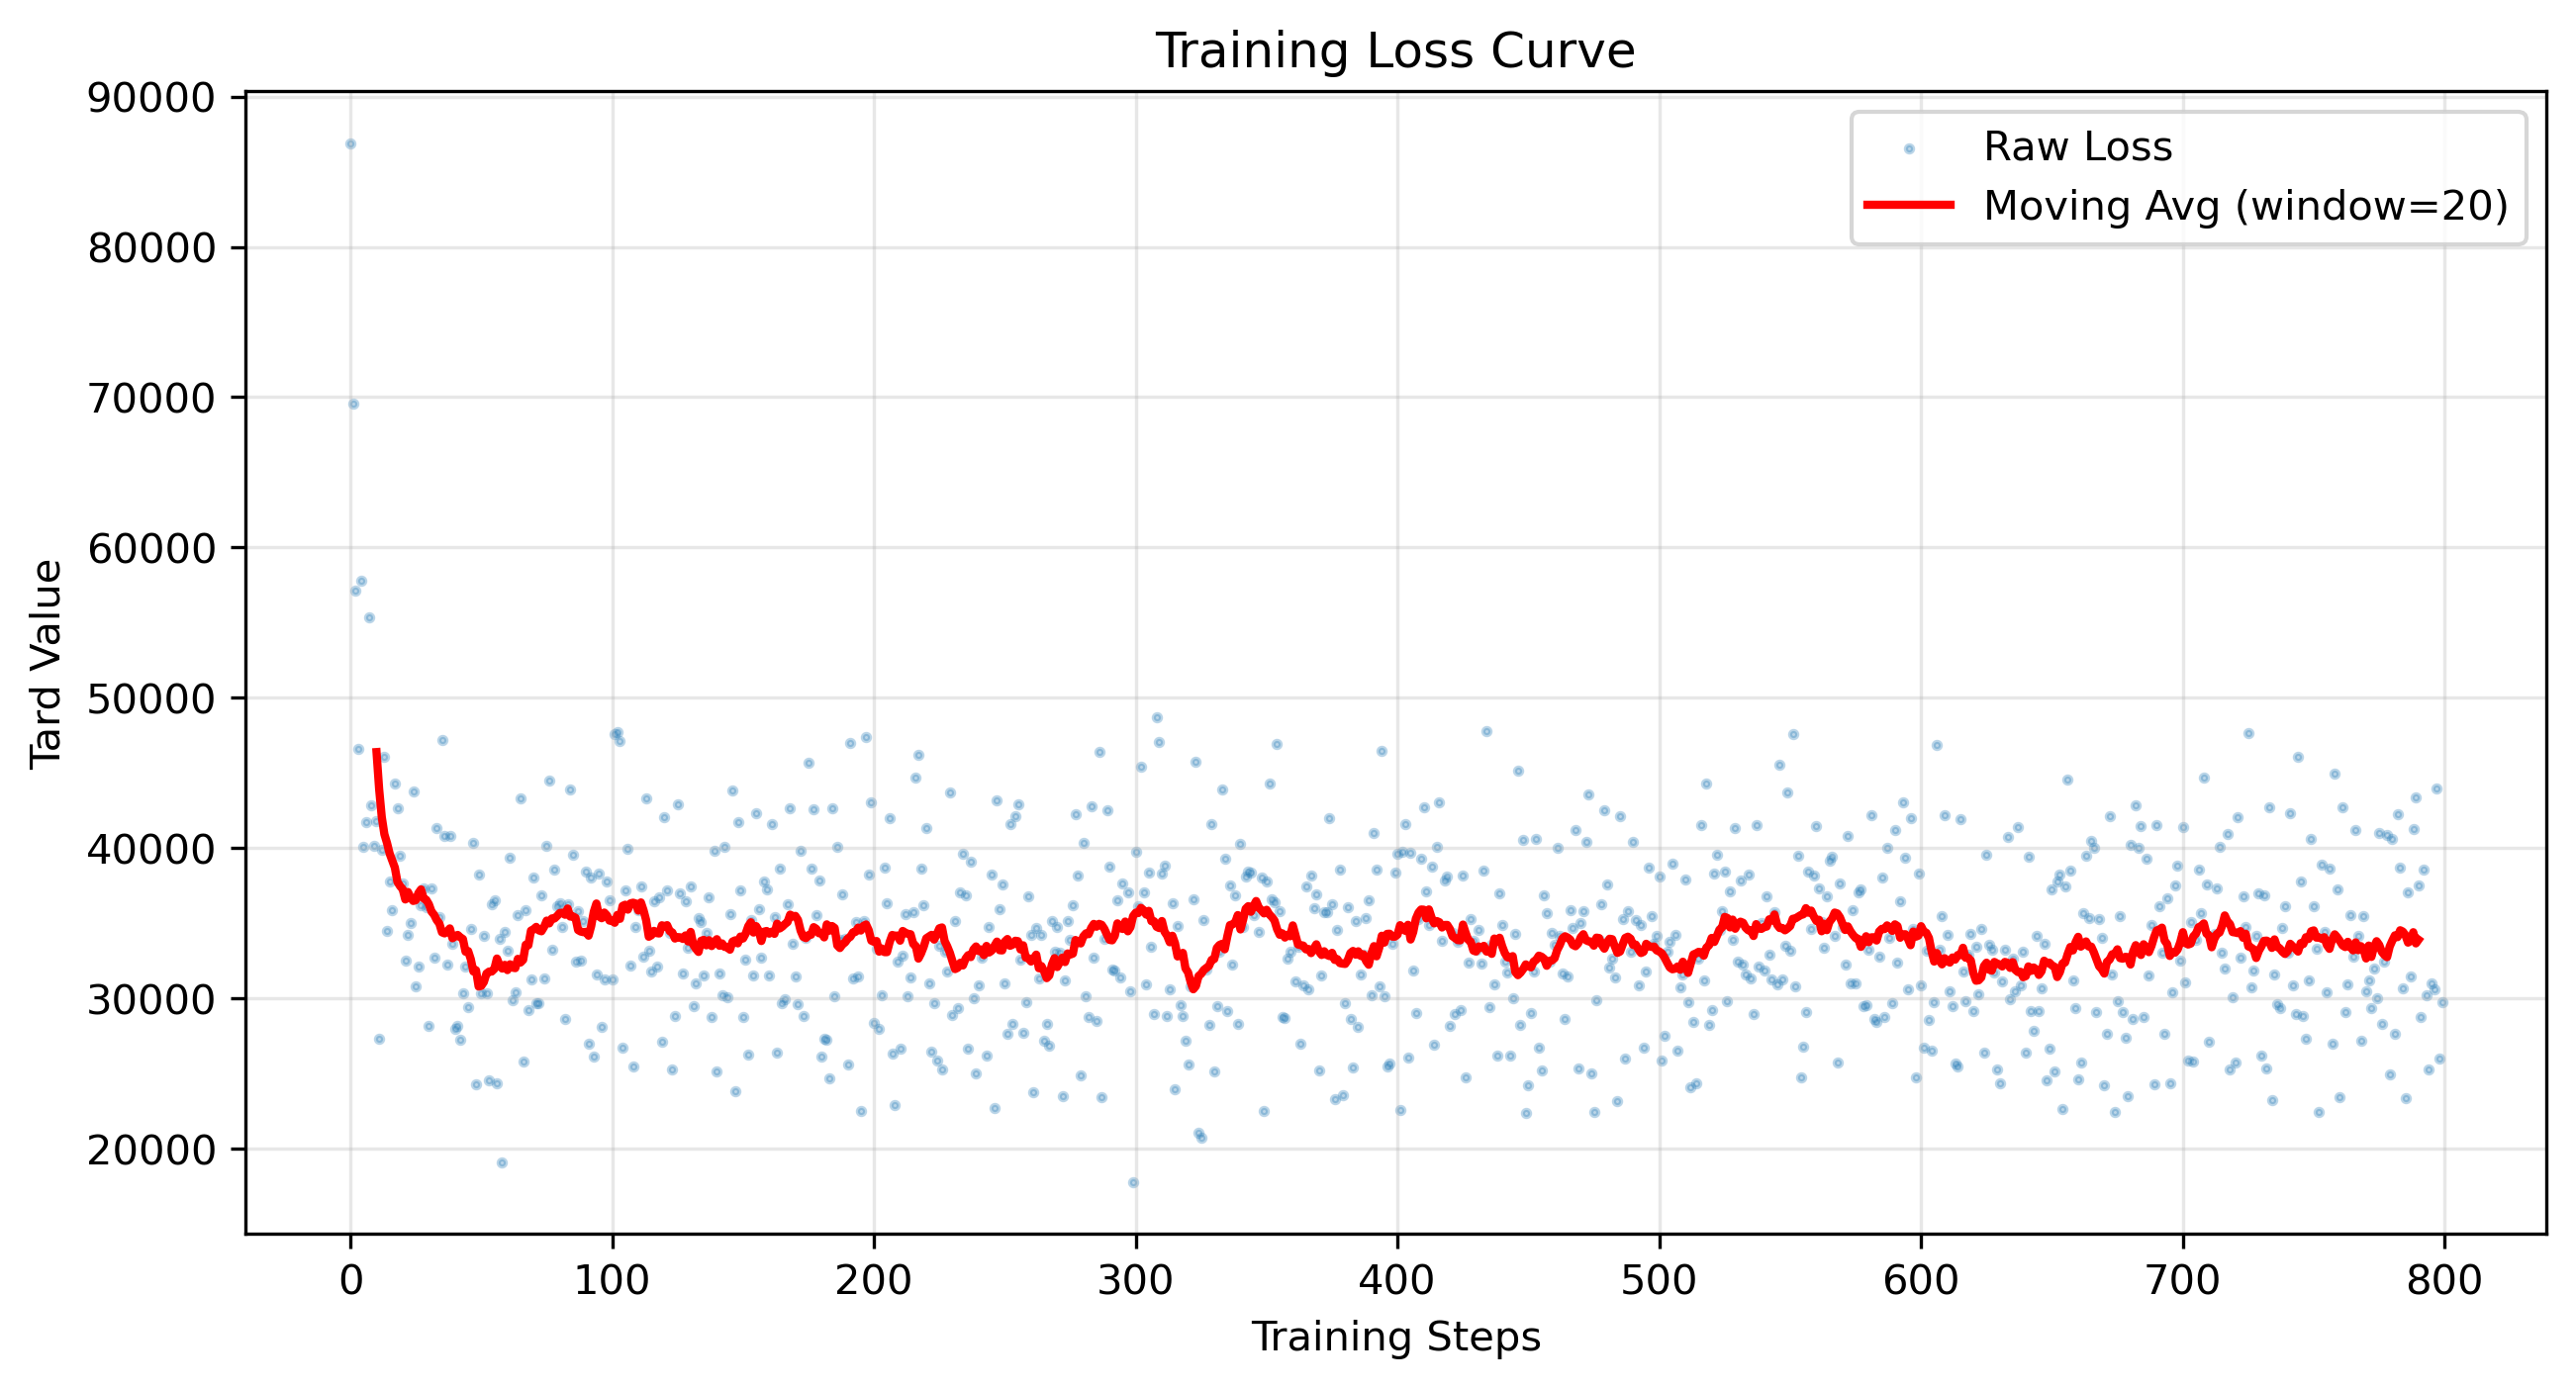 Training Loss Curve
90000
80000
70000
60000
50000
40000
30000
20000
Tard Value
Raw Loss
Moving Avg (window=20)
0 100 200 300 400 500 600 700 800
Training Steps